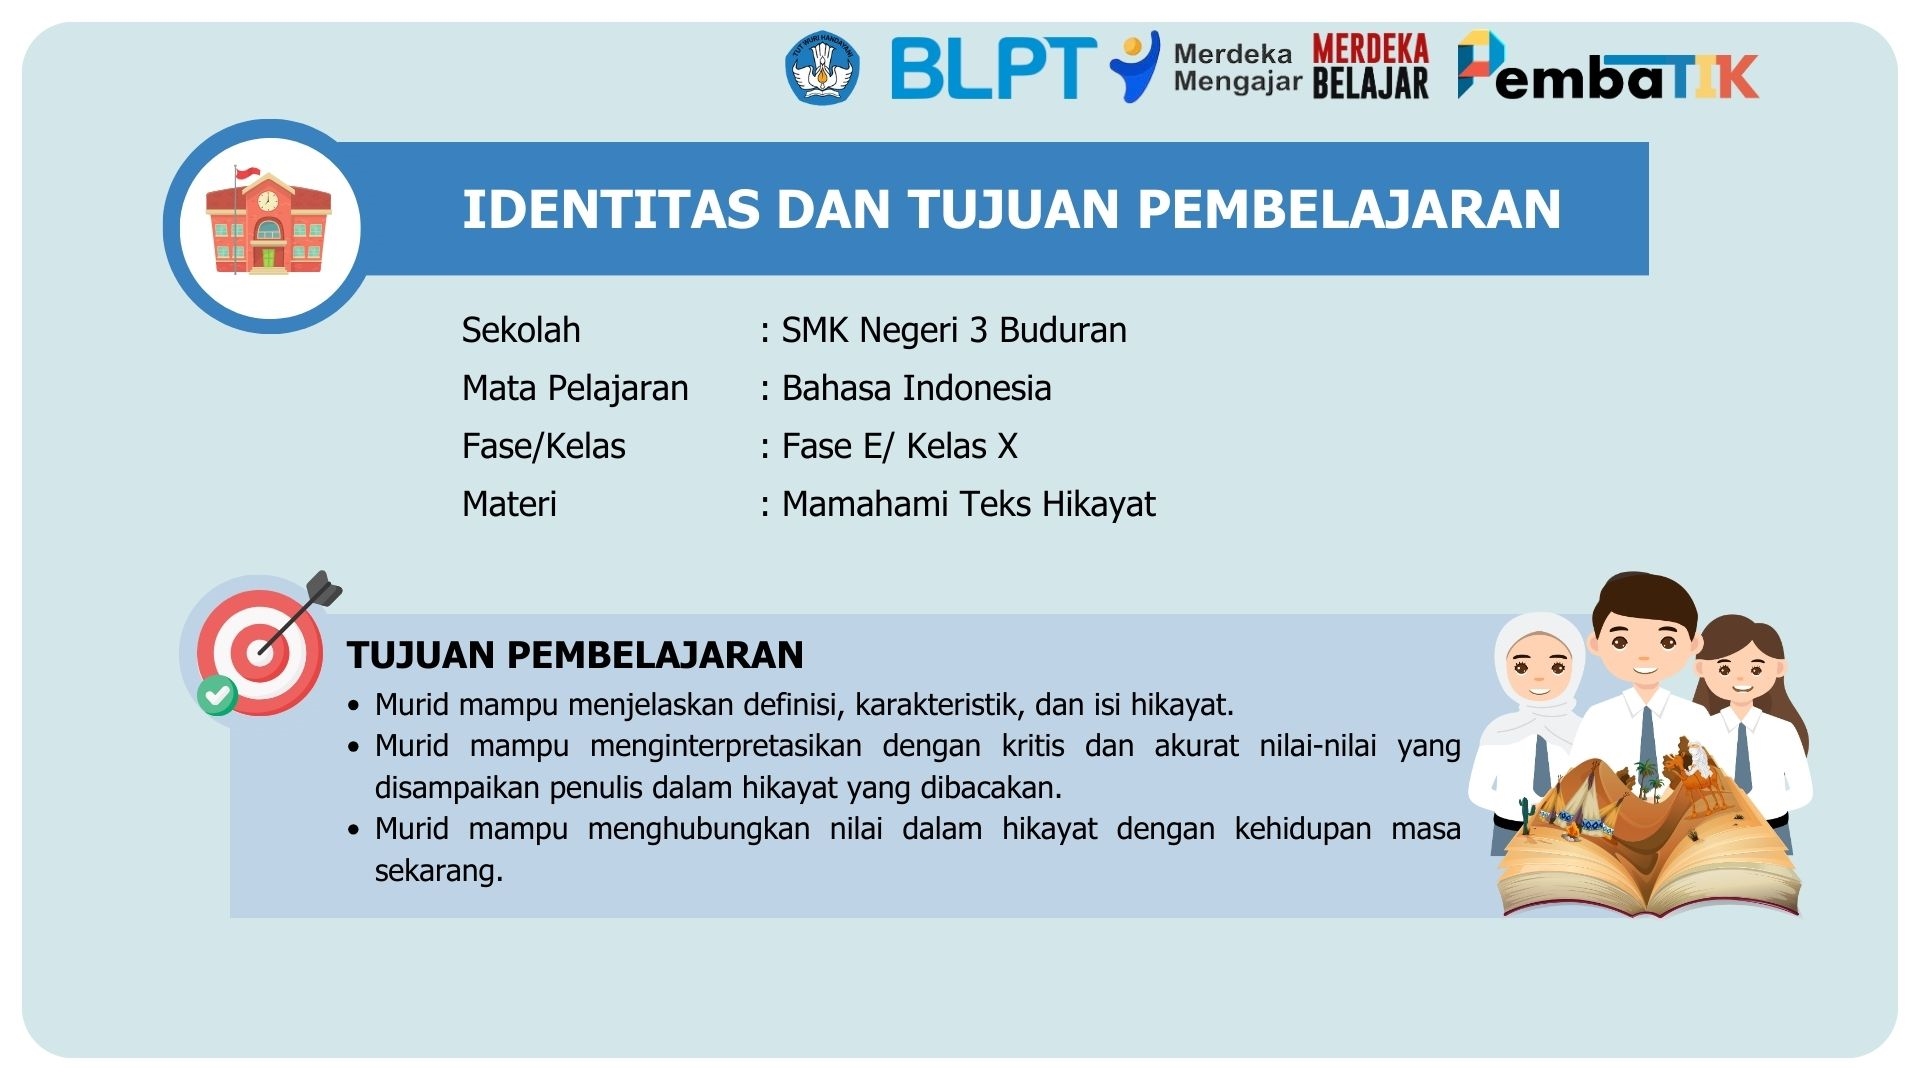 TUT WURI HANDAYANI
BLPT
Merdeka
Mengajar
MERDEKA
BELAJAR
PembaTIK
IDENTITAS DAN TUJUAN PEMBELAJARAN
Sekolah : SMK Negeri 3 Buduran
Mata Pelajaran : Bahasa Indonesia
Fase/Kelas : Fase E/ Kelas X
Materi : Mamahami Teks Hikayat
TUJUAN PEMBELAJARAN
• Murid mampu menjelaskan definisi, karakteristik, dan isi hikayat.
• Murid mampu menginterpretasikan dengan kritis dan akurat nilai-nilai yang
disampaikan penulis dalam hikayat yang dibacakan.
• Murid mampu menghubungkan nilai dalam hikayat dengan kehidupan masa
sekarang.